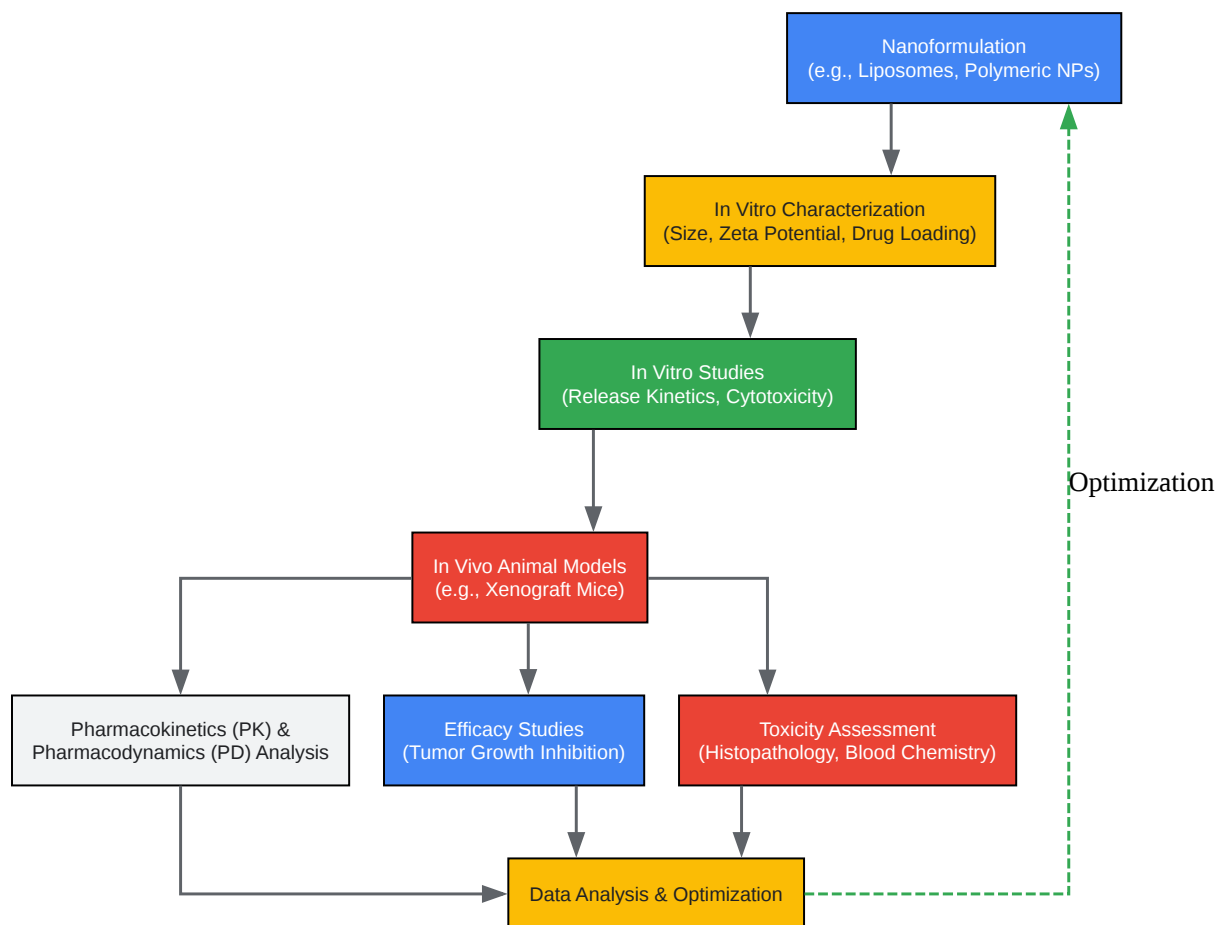 Nanoformulation
(e.g., Liposomes, Polymeric NPs)
In Vitro Characterization
(Size, Zeta Potential, Drug Loading)
In Vitro Studies
(Release Kinetics, Cytotoxicity)
Optimization
In Vivo Animal Models
(e.g., Xenograft Mice)
Pharmacokinetics (PK) &
Pharmacodynamics (PD) Analysis
Efficacy Studies
(Tumor Growth Inhibition)
Toxicity Assessment
(Histopathology, Blood Chemistry)
Data Analysis & Optimization